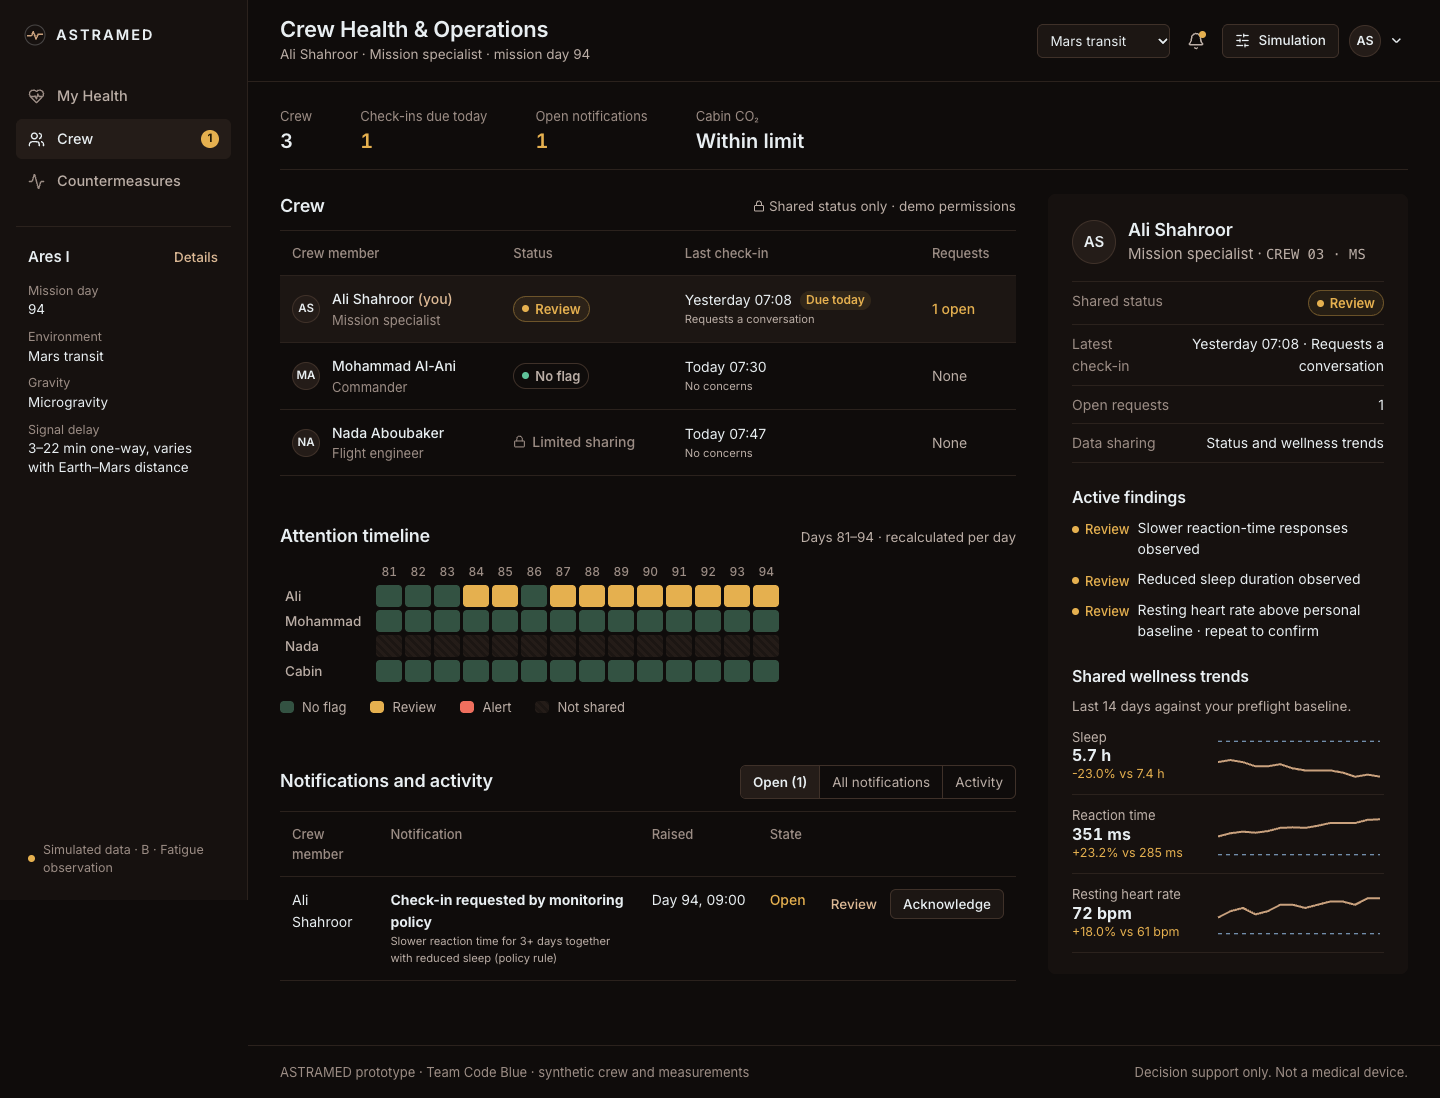 ASTRAMED
My Health
Crew 1
Countermeasures
Ares I Details
Mission day
94
Environment
Mars transit
Gravity
Microgravity
Signal delay
3–22 min one-way, varies
with Earth–Mars distance
Simulated data · B · Fatigue
observation
Crew Health & Operations
Ali Shahroor · Mission specialist · mission day 94
Mars transit
Simulation
AS
Crew
3
Check-ins due today
1
Open notifications
1
Cabin CO₂
Within limit
Crew
Shared status only · demo permissions
Crew member Status Last check-in Requests
AS Ali Shahroor (you) Review Yesterday 07:08 Due today 1 open
Mission specialist Requests a conversation
MA Mohammad Al-Ani No flag Today 07:30 None
Commander No concerns
NA Nada Aboubaker Limited sharing Today 07:47 None
Flight engineer No concerns
Attention timeline
Days 81–94 · recalculated per day
81 82 83 84 85 86 87 88 89 90 91 92 93 94
Ali
Mohammad
Nada
Cabin
No flag Review Alert Not shared
Notifications and activity
Open (1) All notifications Activity
Crew
member
Notification Raised State
Ali
Shahroor
Check-in requested by monitoring
policy
Slower reaction time for 3+ days together
with reduced sleep (policy rule)
Day 94, 09:00 Open Review Acknowledge
AS
Ali Shahroor
Mission specialist · CREW 03 · MS
Shared status Review
Latest
check-in
Yesterday 07:08 · Requests a
conversation
Open requests 1
Data sharing Status and wellness trends
Active findings
Review Slower reaction-time responses
observed
Review Reduced sleep duration observed
Review Resting heart rate above personal
baseline · repeat to confirm
Shared wellness trends
Last 14 days against your preflight baseline.
Sleep
5.7 h
-23.0% vs 7.4 h
Reaction time
351 ms
+23.2% vs 285 ms
Resting heart rate
72 bpm
+18.0% vs 61 bpm
ASTRAMED prototype · Team Code Blue · synthetic crew and measurements
Decision support only. Not a medical device.